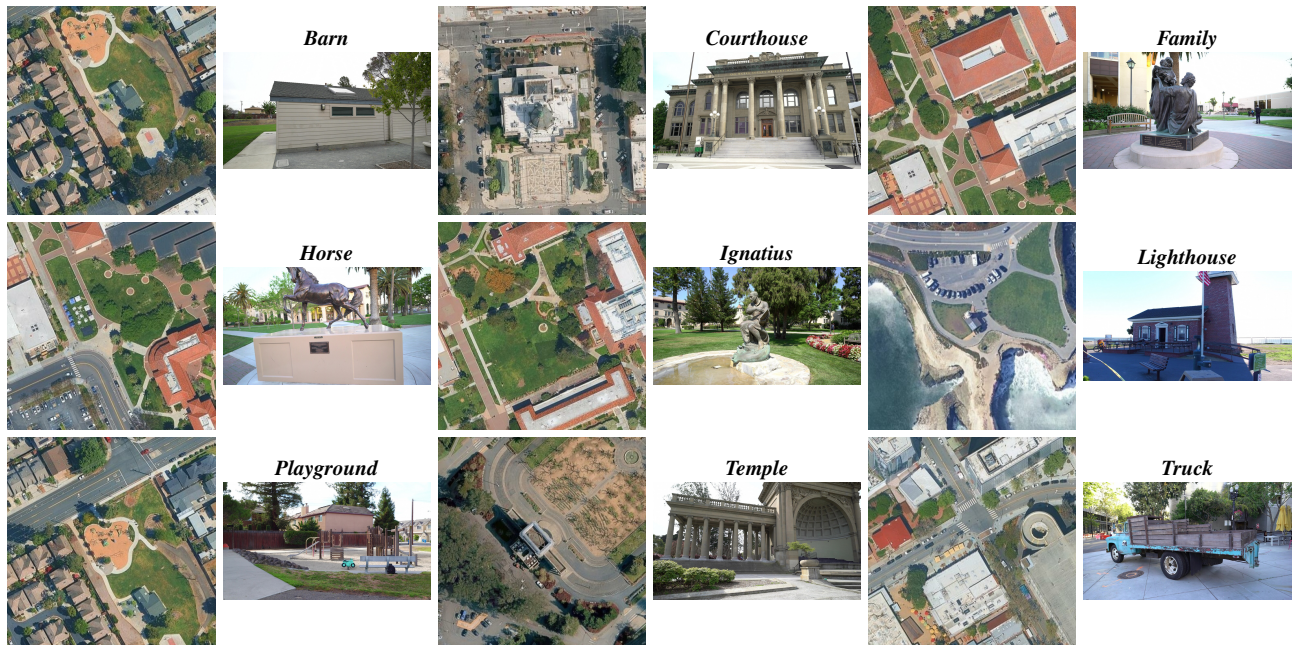 Barn
Courthouse
Family
Horse
Ignatius
Lighthouse
Playground
Temple
Truck